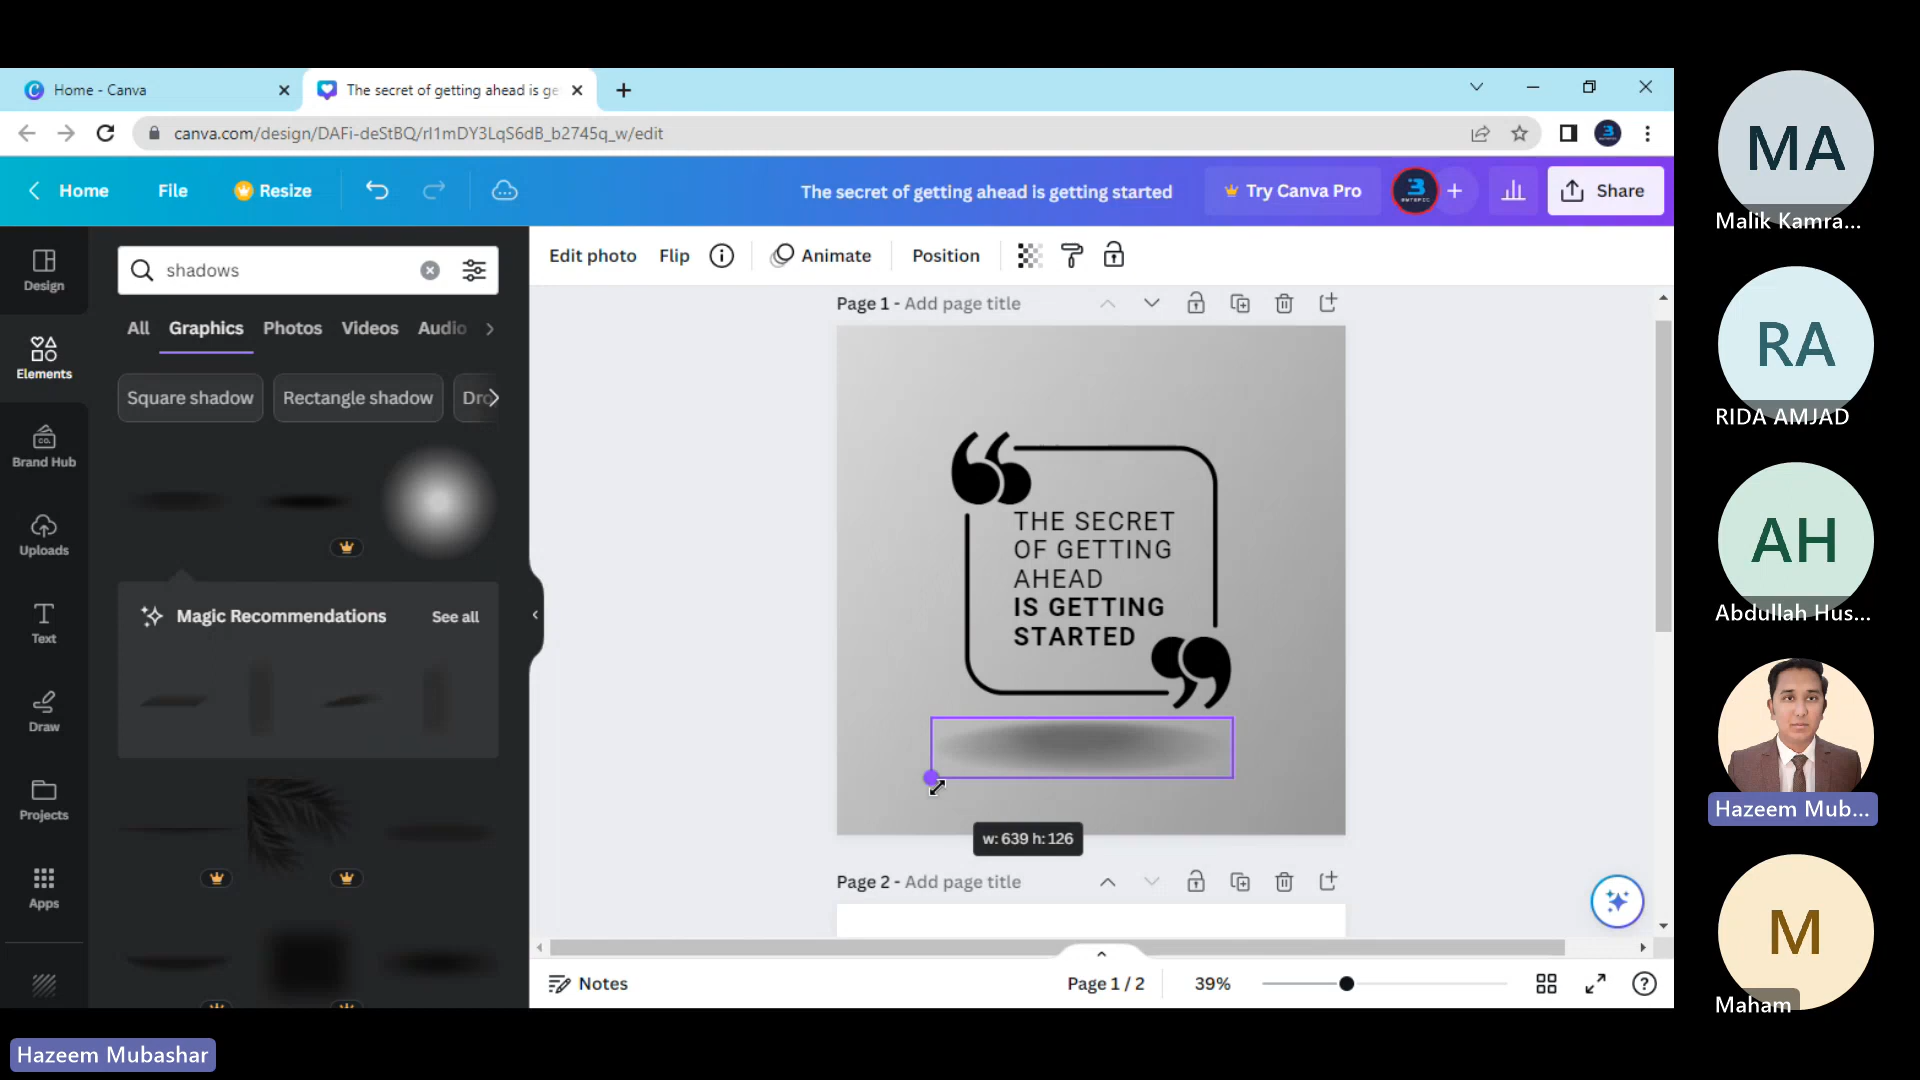 Home - Canva
The secret of getting ahead is ge
canva.com/design/DAFi-deStBQ/rI1mDY3LqS6dB_b2745q_w/edit
Home
File
Resize
The secret of getting ahead is getting started
Try Canva Pro
Share
Design
Elements
Brand Hub
Uploads
Text
Draw
Projects
Apps
shadows
All
Graphics
Photos
Videos
Audio
Square shadow
Rectangle shadow
Dro
Magic Recommendations
See all
Edit photo
Flip
Animate
Position
Page 1 - Add page title
THE SECRET
OF GETTING
AHEAD
IS GETTING
STARTED
w: 639 h: 126
Page 2 - Add page title
Notes
Page 1 / 2
39%
MA
Malik Kamra...
RA
RIDA AMJAD
AH
Abdullah Hus...
Hazeem Mub...
M
Maham
Hazeem Mubashar